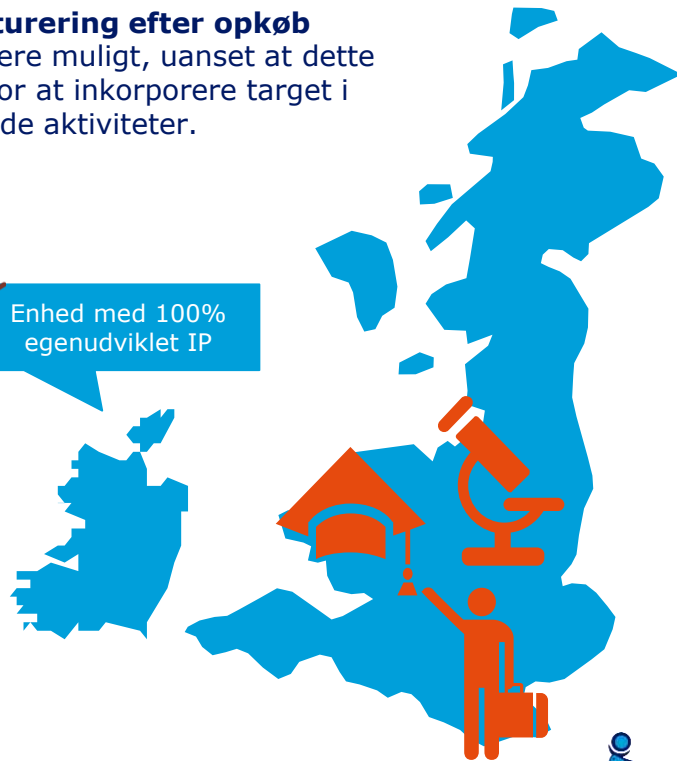 turering efter opkøb
ere muligt, uanset at dette
or at inkorporere target i
de aktiviteter.
Enhed med 100%
egenudviklet IP